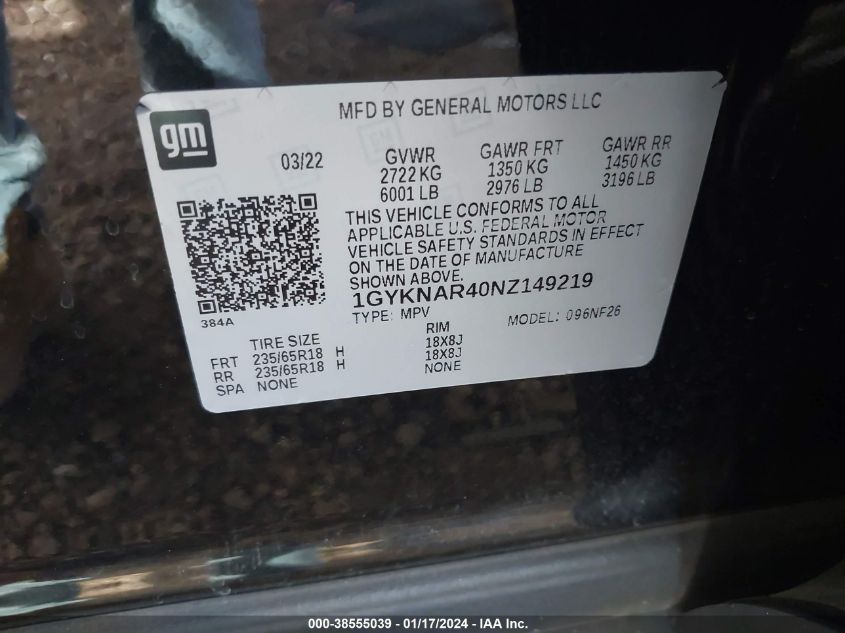 gm
MFD BY GENERAL MOTORS LLC
03/22
GVWR
2722 KG
6001 LB
GAWR FRT
1350 KG
2976 LB
GAWR RR
1450 KG
3196 LB
THIS VEHICLE CONFORMS TO ALL
APPLICABLE U.S. FEDERAL MOTOR
VEHICLE SAFETY STANDARDS IN EFFECT
ON THE DATE OF MANUFACTURE
SHOWN ABOVE.
384A
1GYKNAR40NZ149219
TYPE: MPV
MODEL: 096NF26
TIRE SIZE RIM
FRT 235/65R18 H 18X8J
RR 235/65R18 H 18X8J
SPA NONE NONE
000-38555039 - 01/17/2024 - IAA Inc.